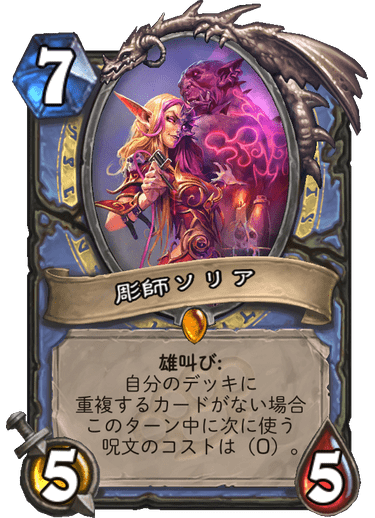 7
彫師ソリア
雄叫び:
自分のデッキに
重複するカードがない場合
このターン中に次に使う
呪文のコストは（0）。
5
5